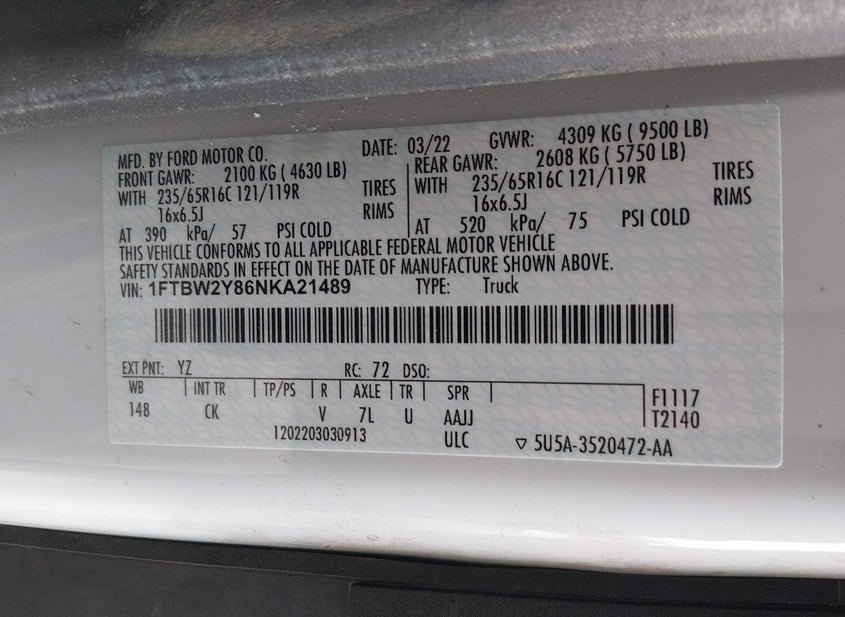 MFD. BY FORD MOTOR CO. DATE: 03/22 GVWR: 4309 KG ( 9500 LB)
FRONT GAWR: 2100 KG ( 4630 LB) REAR GAWR: 2608 KG ( 5750 LB)
WITH 235/65R16C 121/119R TIRES WITH 235/65R16C 121/119R TIRES
16x6.5J RIMS 16x6.5J RIMS
AT 390 kPa/ 57 PSI COLD AT 520 kPa/ 75 PSI COLD
THIS VEHICLE CONFORMS TO ALL APPLICABLE FEDERAL MOTOR VEHICLE
SAFETY STANDARDS IN EFFECT ON THE DATE OF MANUFACTURE SHOWN ABOVE.
VIN: 1FTBW2Y86NKA21489 TYPE: Truck
EXT PNT: YZ RC: 72 DSO:
WB INT TR TP/PS R AXLE TR SPR F1117
148 CK V 7L U AAJJ T2140
1202203030913 ULC ▽ 5U5A-3520472-AA